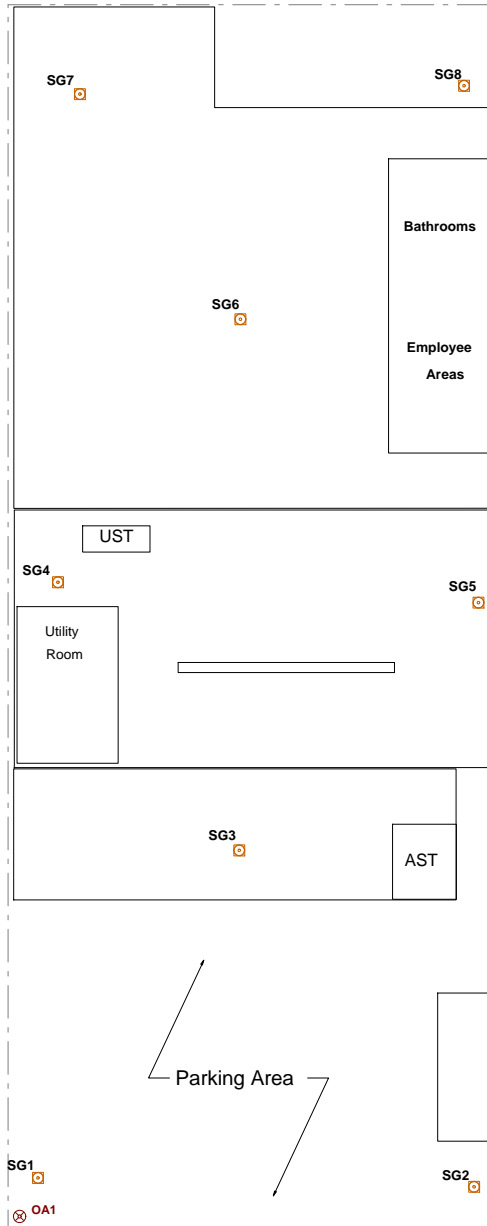 SG7
SG8
Bathrooms
SG6
Employee
Areas
UST
SG4
SG5
Utility
Room
SG3
AST
Parking Area
SG1
SG2
OA1